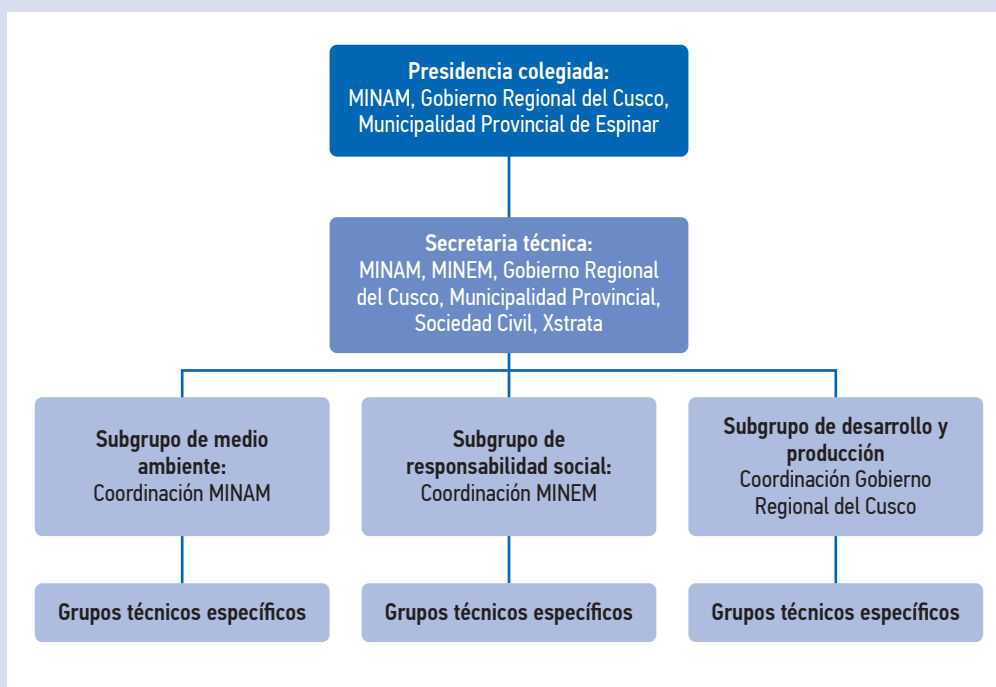 Presidencia colegiada:
MINAM, Gobierno Regional del Cusco,
Municipalidad Provincial de Espinar
Secretaria técnica:
MINAM, MINEM, Gobierno Regional
del Cusco, Municipalidad Provincial,
Sociedad Civil, Xstrata
Subgrupo de medio
ambiente:
Coordinación MINAM
Subgrupo de
responsabilidad social:
Coordinación MINEM
Subgrupo de desarrollo y
producción
Coordinación Gobierno
Regional del Cusco
Grupos técnicos específicos
Grupos técnicos específicos
Grupos técnicos específicos